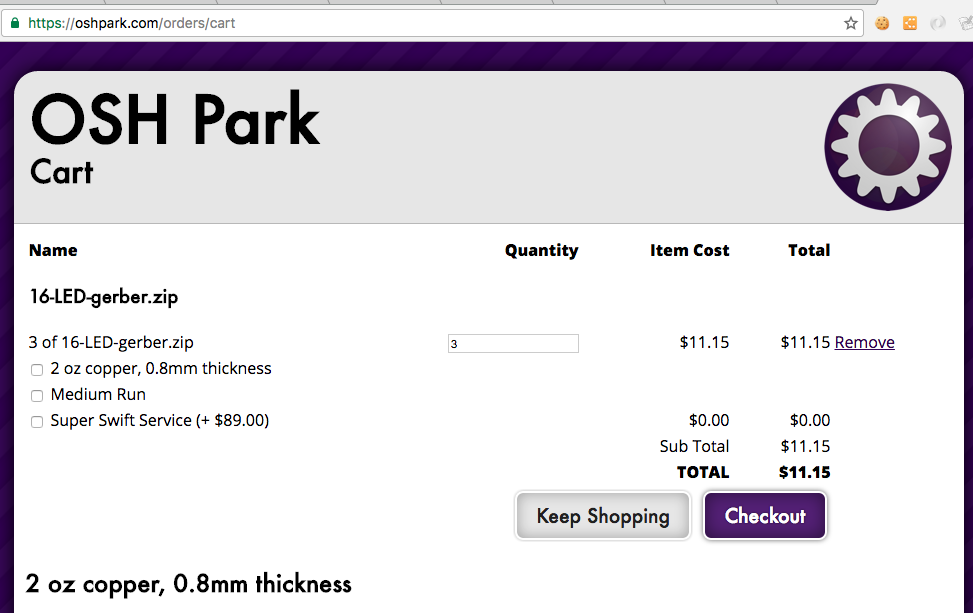 https://oshpark.com/orders/cart
OSH Park
Cart
Name Quantity Item Cost Total
16-LED-gerber.zip
3 of 16-LED-gerber.zip 3 $11.15 $11.15 Remove
2 oz copper, 0.8mm thickness
Medium Run
Super Swift Service (+ $89.00) $0.00 $0.00
Sub Total $11.15
TOTAL $11.15
Keep Shopping Checkout
2 oz copper, 0.8mm thickness